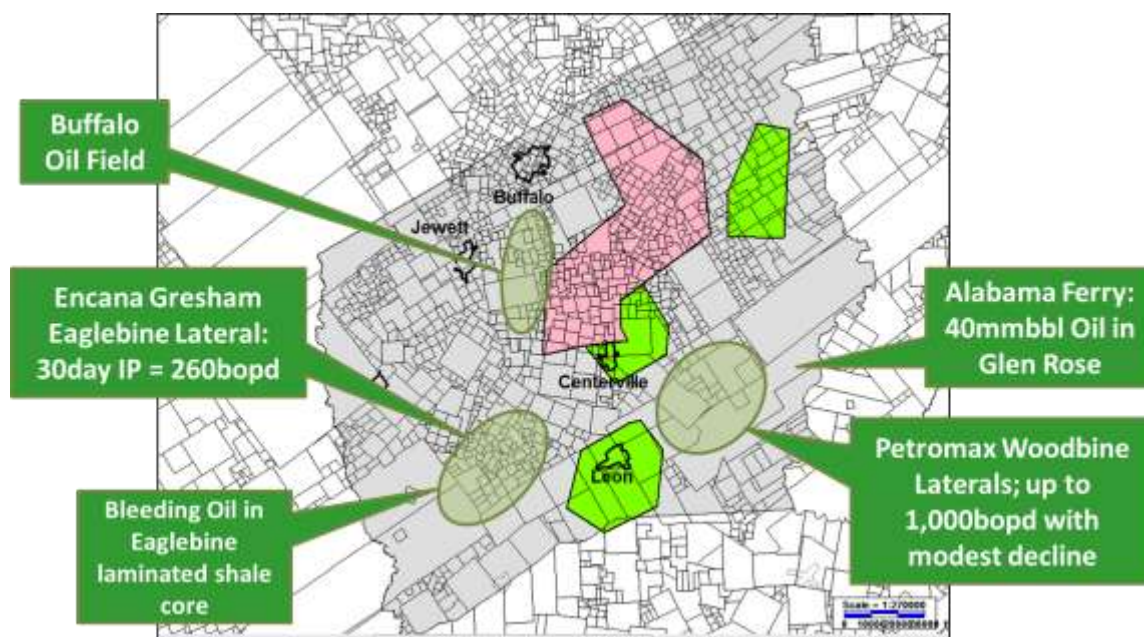 Buffalo
Oil Field
Buffalo
Jewett
Encana Gresham
Eaglebine Lateral:
30day IP = 260bopd
Alabama Ferry:
40mmbbl Oil in
Glen Rose
Centerville
Leon
Petromax Woodbine
Laterals; up to
1,000bopd with
modest decline
Bleeding Oil in
Eaglebine
laminated shale
core
Scale = 1:270000